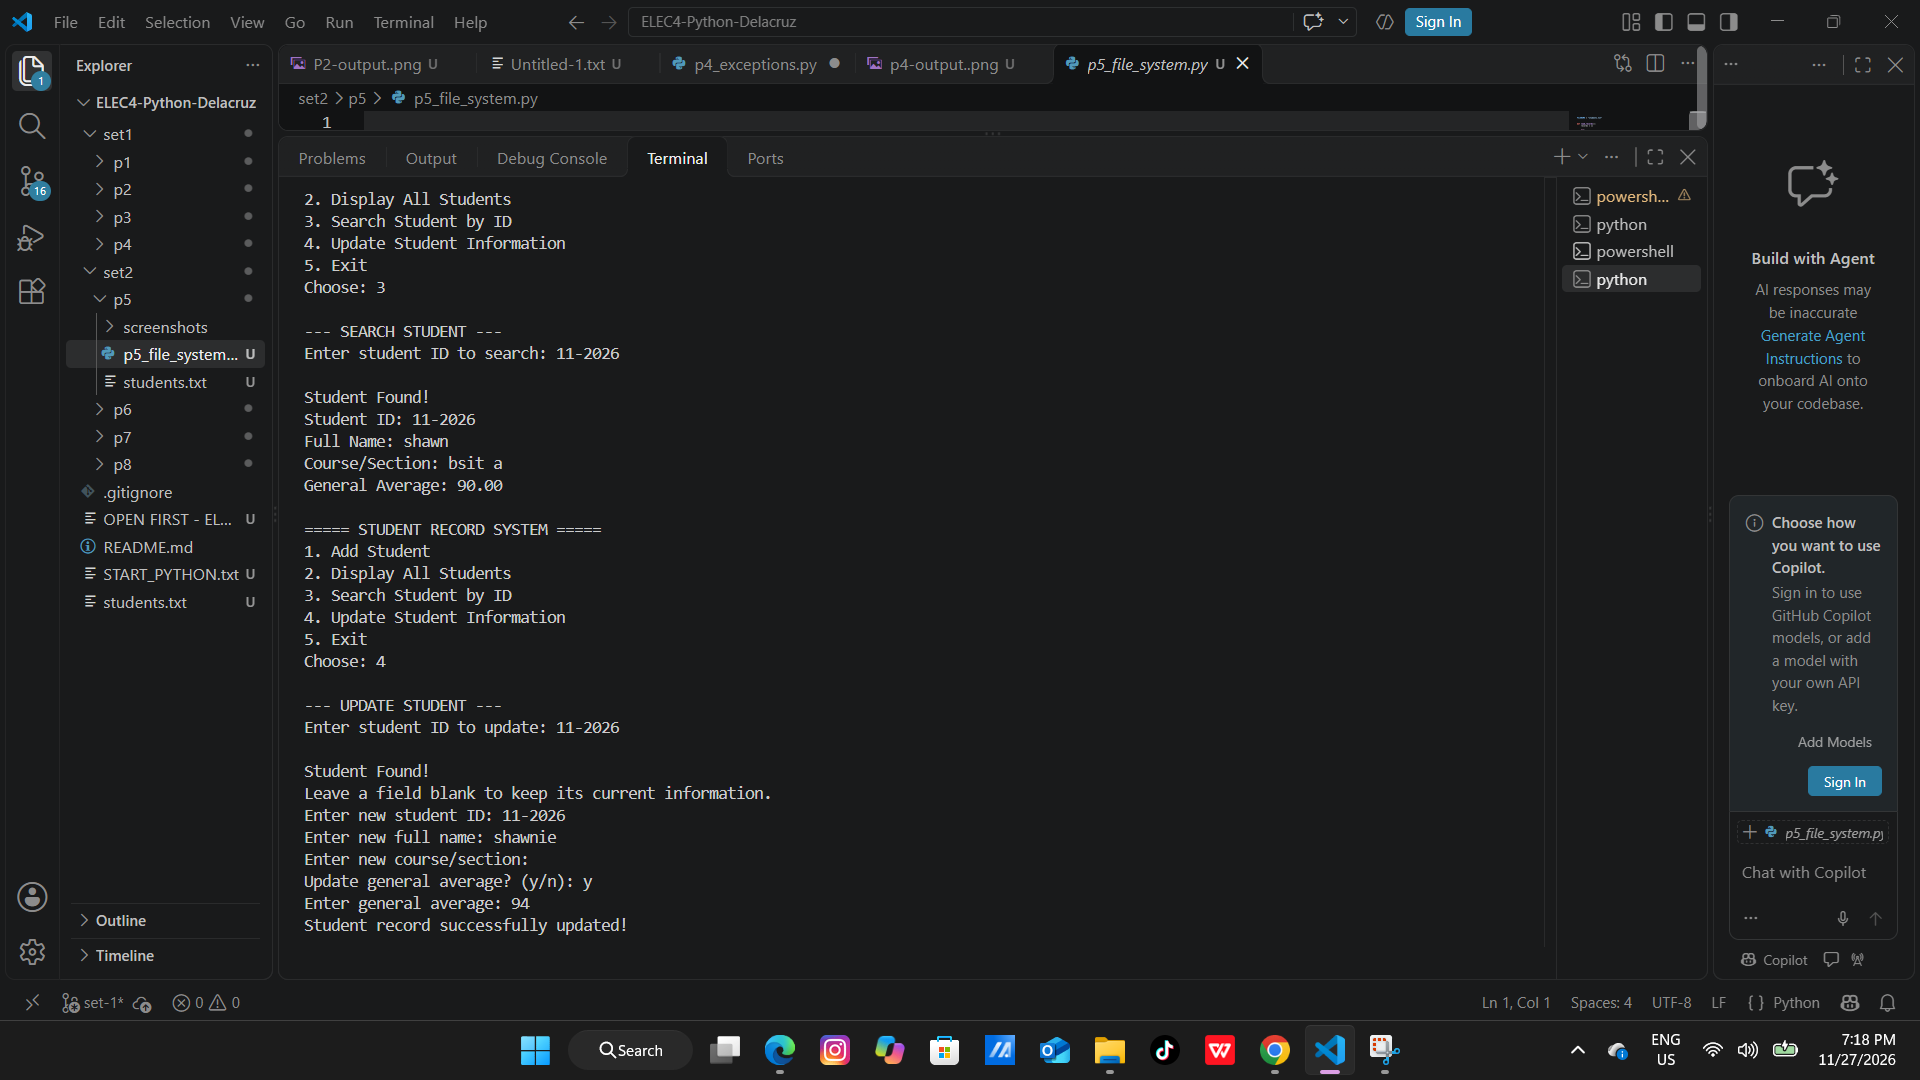 File Edit Selection View Go Run Terminal Help
ELEC4-Python-Delacruz
Sign In
Explorer
ELEC4-Python-Delacruz
set1
p1
p2
p3
p4
set2
p5
screenshots
p5_file_system... U
students.txt U
p6
p7
p8
.gitignore
OPEN FIRST - EL... U
README.md
START_PYTHON.txt U
students.txt U
Outline
Timeline
1
16
P2-output..png U
Untitled-1.txt U
p4_exceptions.py
p4-output..png U
p5_file_system.py U
set2 > p5 > p5_file_system.py
1
Problems Output Debug Console Terminal Ports
2. Display All Students
3. Search Student by ID
4. Update Student Information
5. Exit
Choose: 3
--- SEARCH STUDENT ---
Enter student ID to search: 11-2026
Student Found!
Student ID: 11-2026
Full Name: shawn
Course/Section: bsit a
General Average: 90.00
===== STUDENT RECORD SYSTEM =====
1. Add Student
2. Display All Students
3. Search Student by ID
4. Update Student Information
5. Exit
Choose: 4
--- UPDATE STUDENT ---
Enter student ID to update: 11-2026
Student Found!
Leave a field blank to keep its current information.
Enter new student ID: 11-2026
Enter new full name: shawnie
Enter new course/section:
Update general average? (y/n): y
Enter general average: 94
Student record successfully updated!
powersh...
python
powershell
python
Build with Agent
AI responses may
be inaccurate
Generate Agent
Instructions to
onboard AI onto
your codebase.
Choose how
you want to use
Copilot.
Sign in to use
GitHub Copilot
models, or add
a model with
your own API
key.
Add Models
Sign In
p5_file_system.py
Chat with Copilot
Copilot
set-1* 0 0
Ln 1, Col 1 Spaces: 4 UTF-8 LF {} Python
Search
ENG
US
7:18 PM
11/27/2026